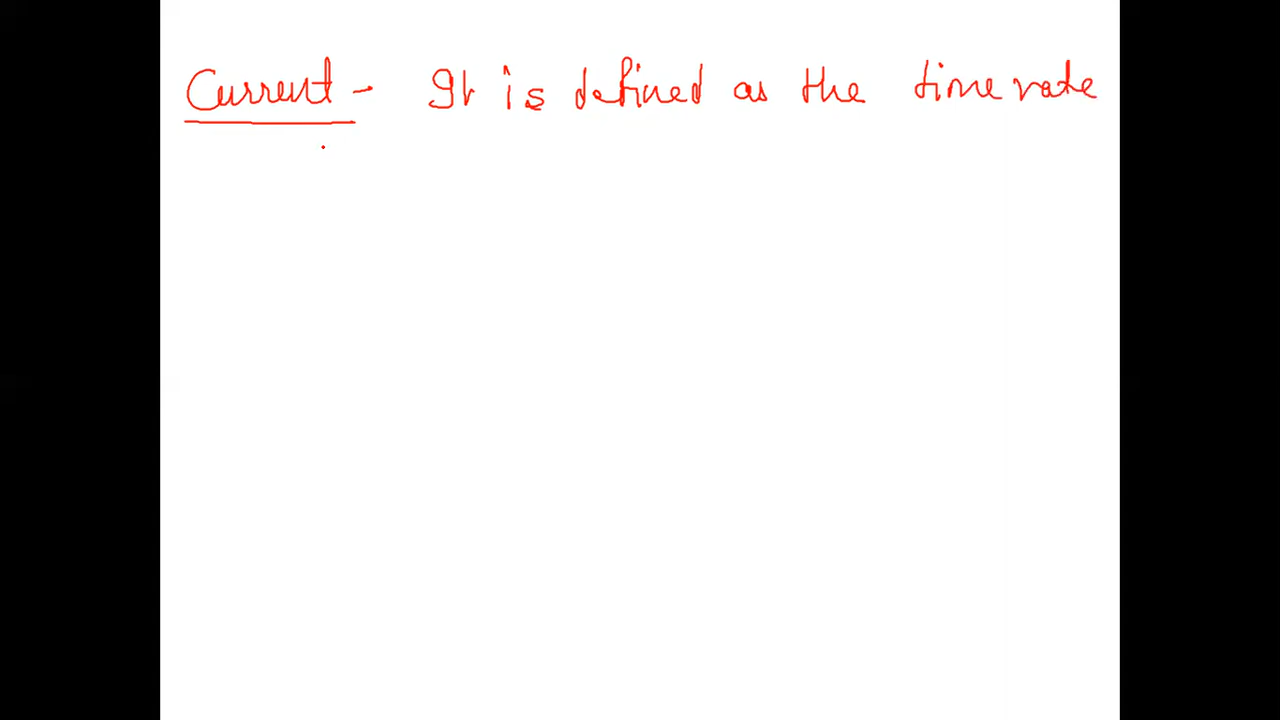 Current - It is defined as the time rate